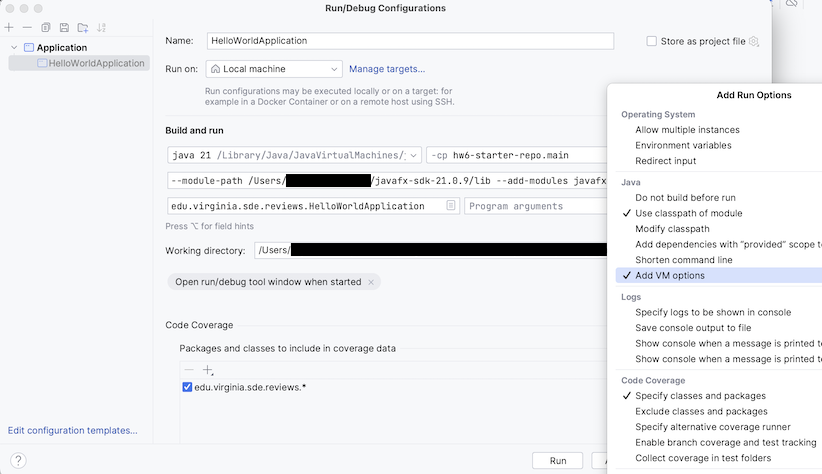 Run/Debug Configurations
Application
HelloWorldApplication
Name: HelloWorldApplication
Store as project file
Run on: Local machine
Manage targets...
Run configurations may be executed locally or on a target: for
example in a Docker Container or on a remote host using SSH.
Build and run
java 21 /Library/Java/JavaVirtualMachines/j
-cp hw6-starter-repo.main
--module-path /Users/ /javafx-sdk-21.0.9/lib --add-modules javafx
edu.virginia.sde.reviews.HelloWorldApplication
Program arguments
Press ⌥ for field hints
Working directory: /Users/
Open run/debug tool window when started ×
Code Coverage
Packages and classes to include in coverage data
edu.virginia.sde.reviews.*
Edit configuration templates...
?
Run
Add Run Options
Operating System
Allow multiple instances
Environment variables
Redirect input
Java
Do not build before run
✓ Use classpath of module
Modify classpath
Add dependencies with “provided” scope to
Shorten command line
✓ Add VM options
Logs
Specify logs to be shown in console
Save console output to file
Show console when a message is printed to
Show console when a message is printed to
Code Coverage
✓ Specify classes and packages
Exclude classes and packages
Specify alternative coverage runner
Enable branch coverage and test tracking
Collect coverage in test folders